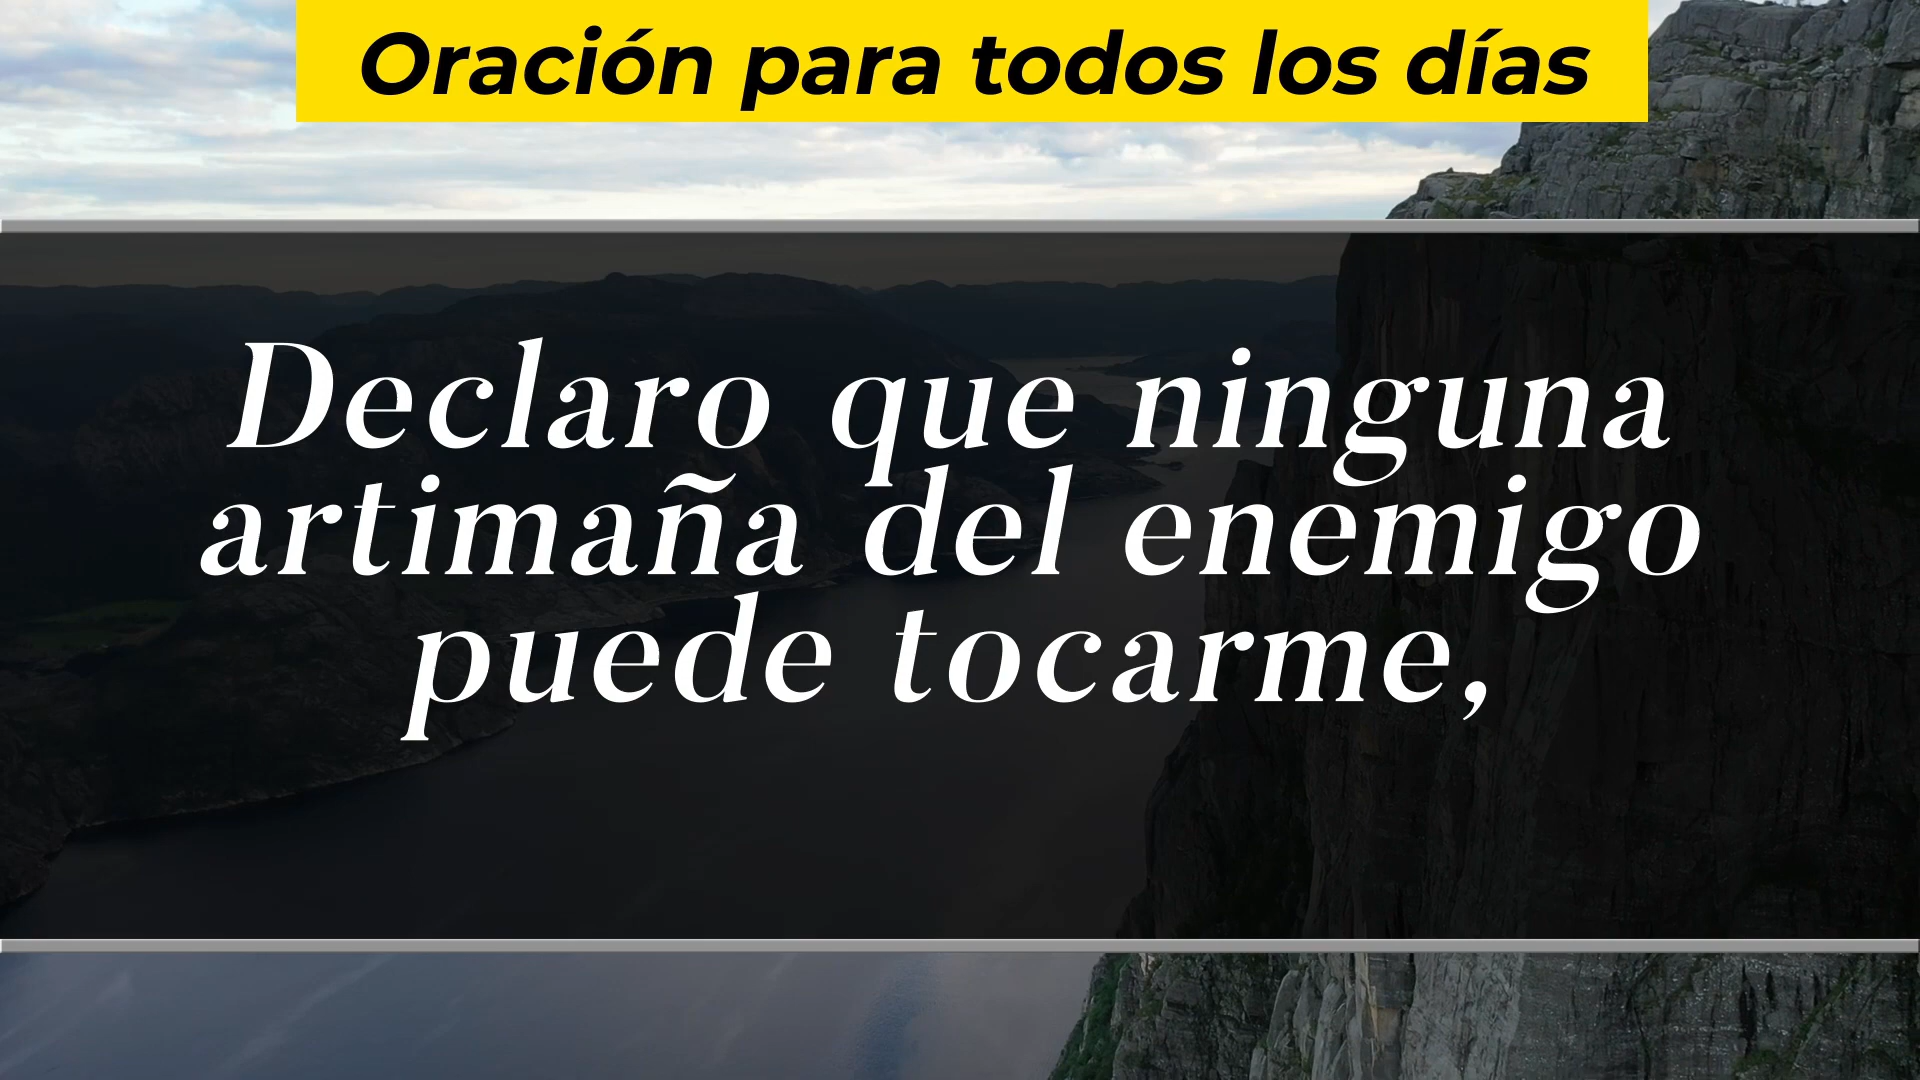 Oración para todos los días
Declaro que ninguna
artimaña del enemigo
puede tocarme,